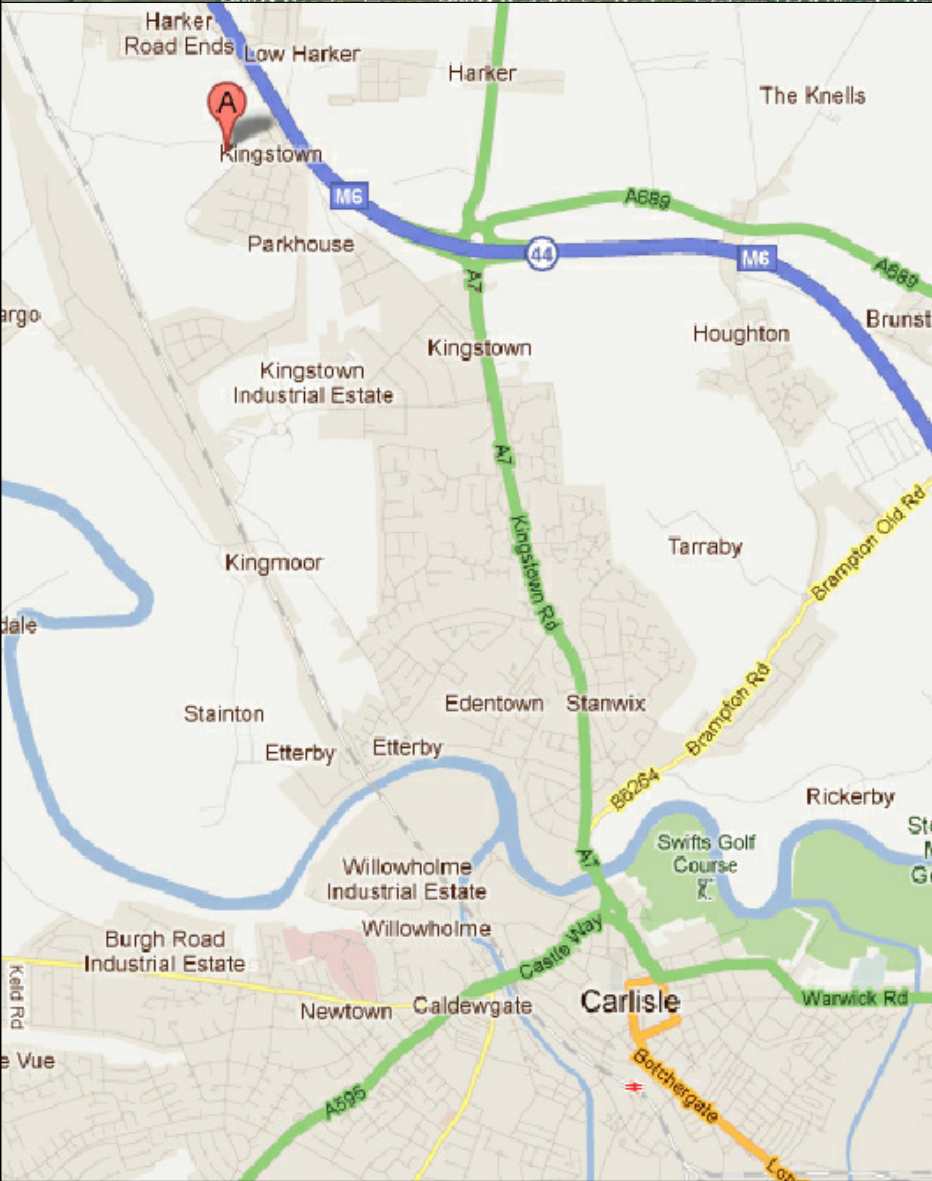 Harker
Road Ends
Low Harker
Harker
The Knells
A
Kingstown
M6
A689
Parkhouse
44
M6
A689
A7
argo
Brunst
Kingstown
Houghton
Kingstown
Industrial Estate
A7
Brampton Old Rd
Kingstown Rd
Tarraby
Kingmoor
dale
Brampton Rd
Edentown
Stanwix
Stainton
Etterby
Etterby
B6264
Rickerby
Swifts Golf
Course
Sto
M
Ge
A7
Willowholme
Industrial Estate
Willowholme
Castle Way
Burgh Road
Industrial Estate
Keld Rd
Newtown
Caldewgate
Carlisle
Warwick Rd
e Vue
Botchergate
A595
Lon